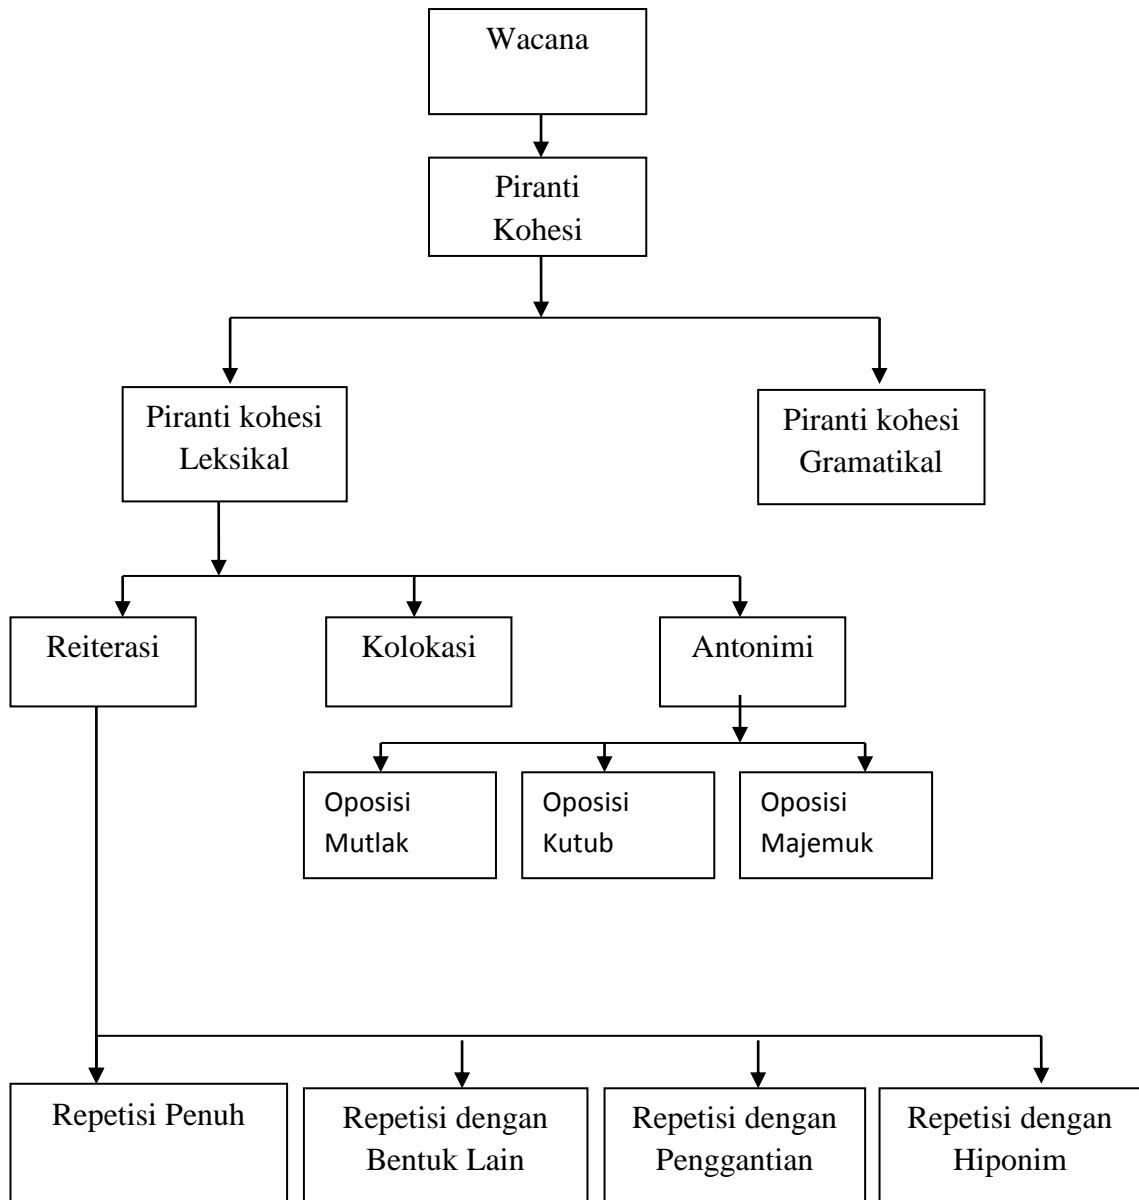 Wacana
Piranti
Kohesi
Piranti kohesi
Leksikal
Piranti kohesi
Gramatikal
Reiterasi
Kolokasi
Antonimi
Oposisi
Mutlak
Oposisi
Kutub
Oposisi
Majemuk
Repetisi Penuh
Repetisi dengan
Bentuk Lain
Repetisi dengan
Penggantian
Repetisi dengan
Hiponim